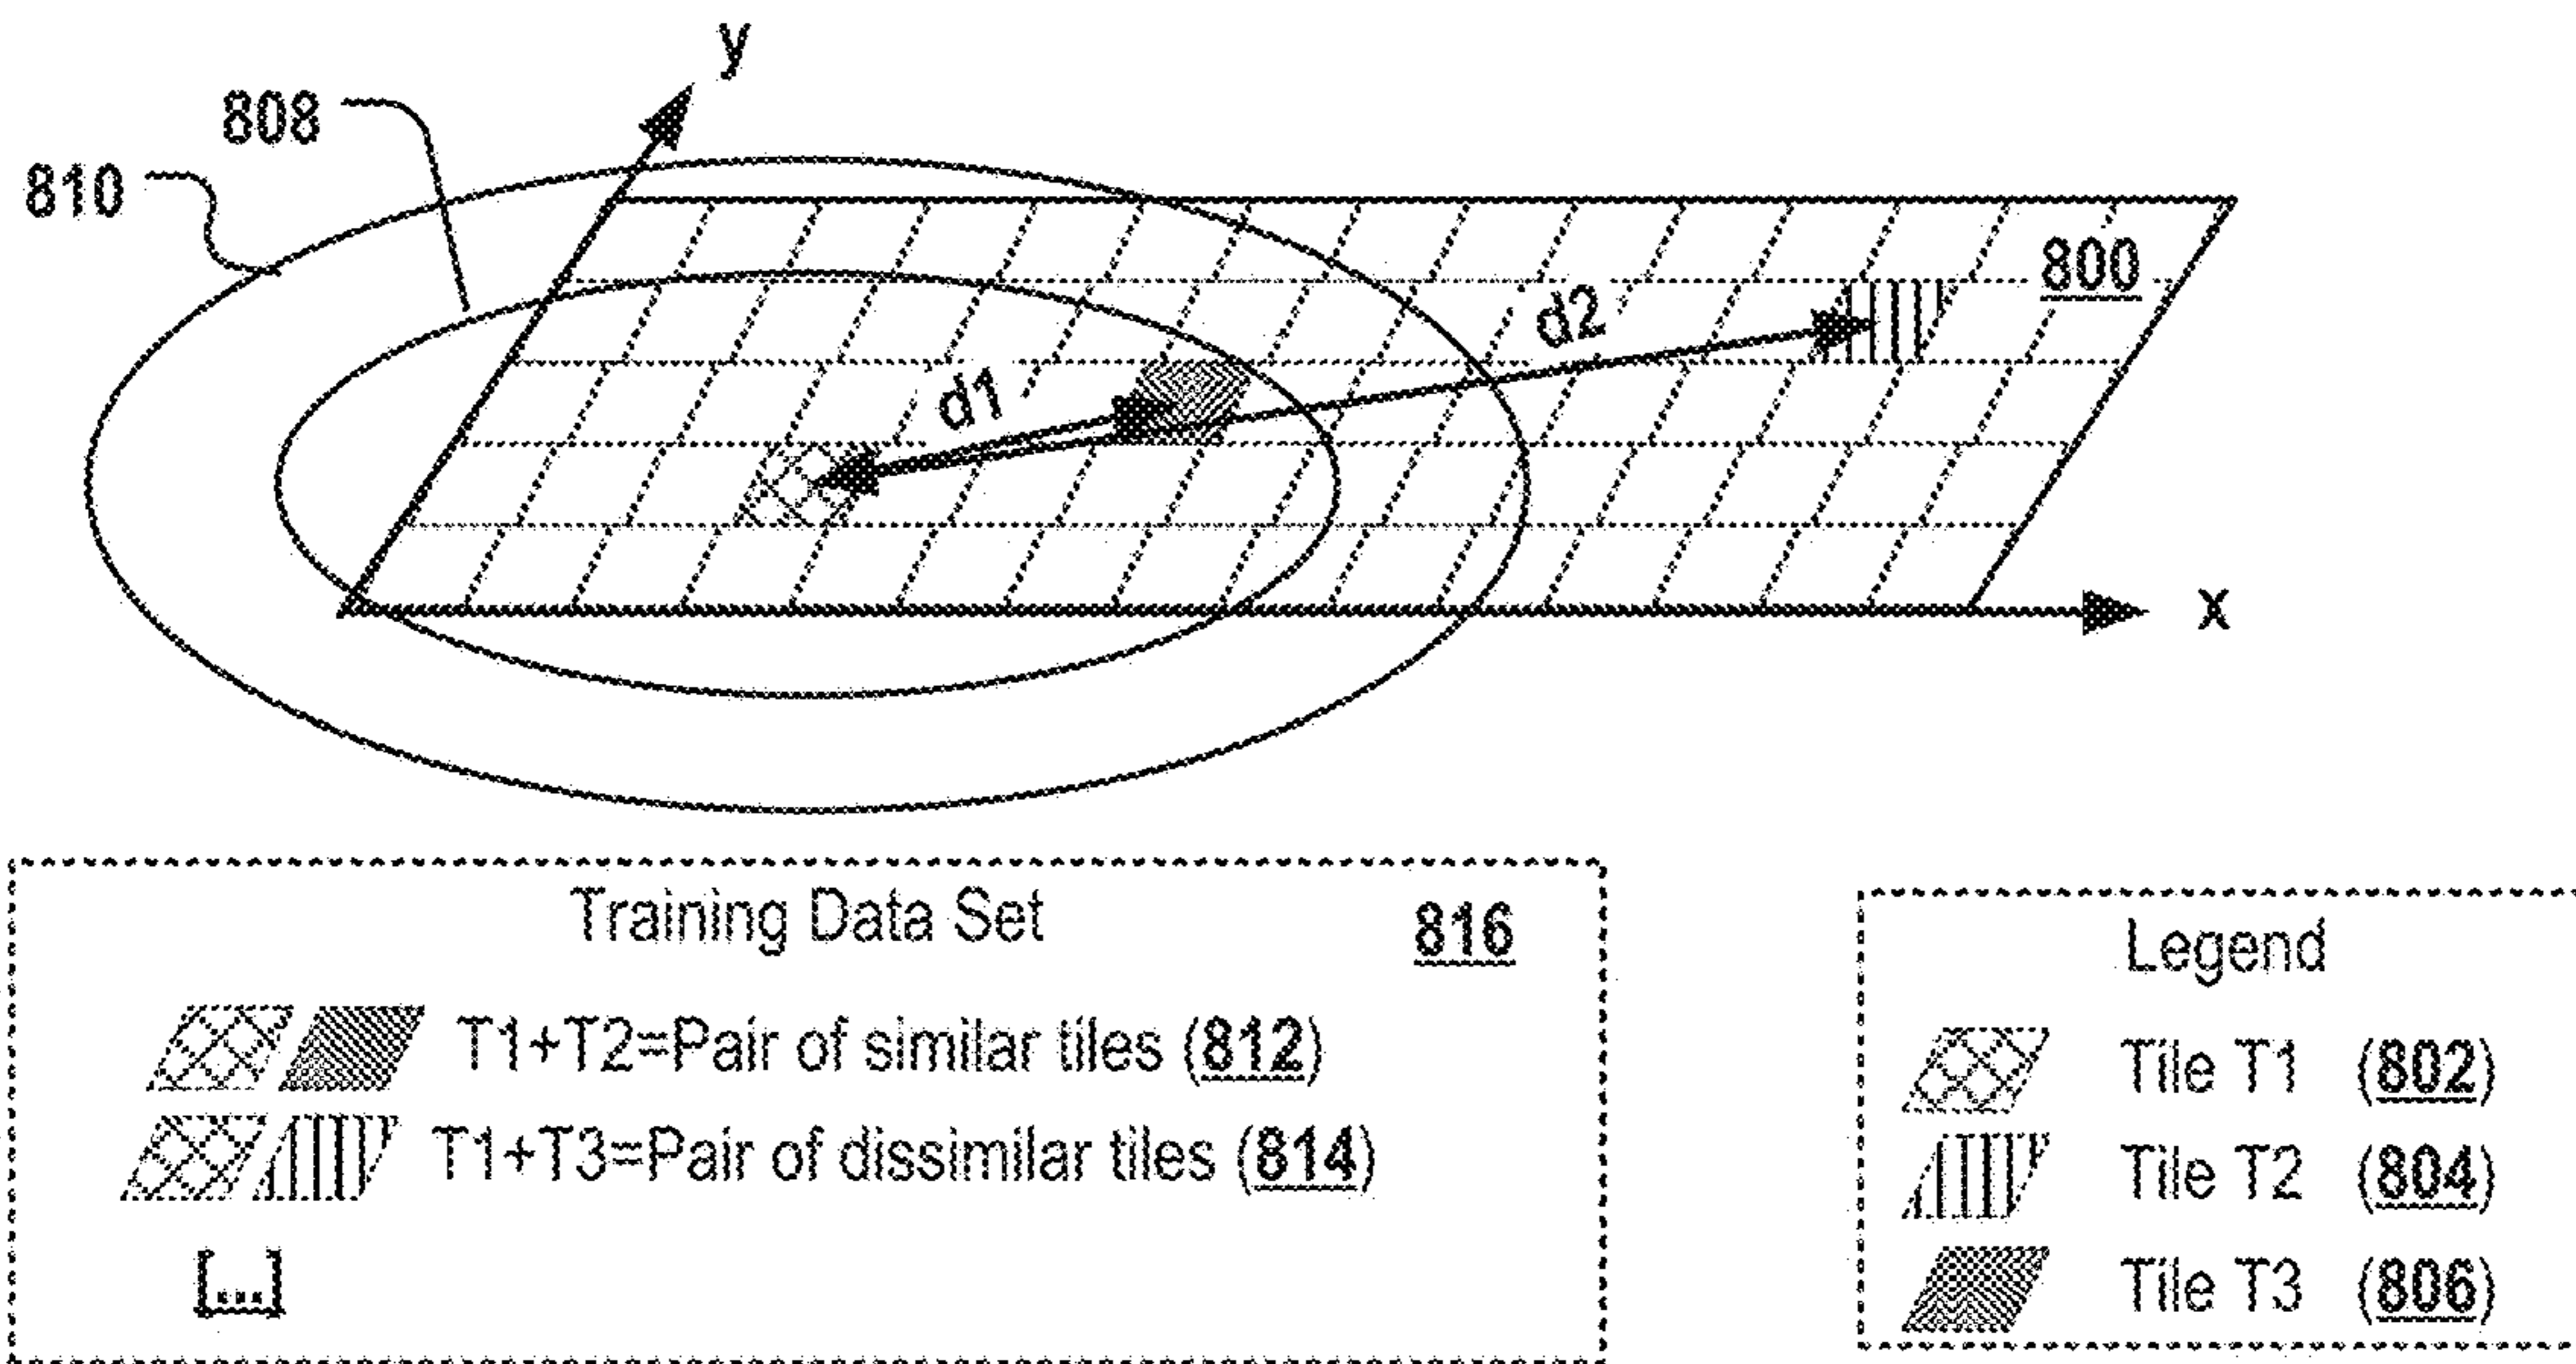 y
808
810
800
d2
d1
x
Training Data Set 816
T1+T2=Pair of similar tiles (812)
T1+T3=Pair of dissimilar tiles (814)
[...]
Legend
Tile T1 (802)
Tile T2 (804)
Tile T3 (806)